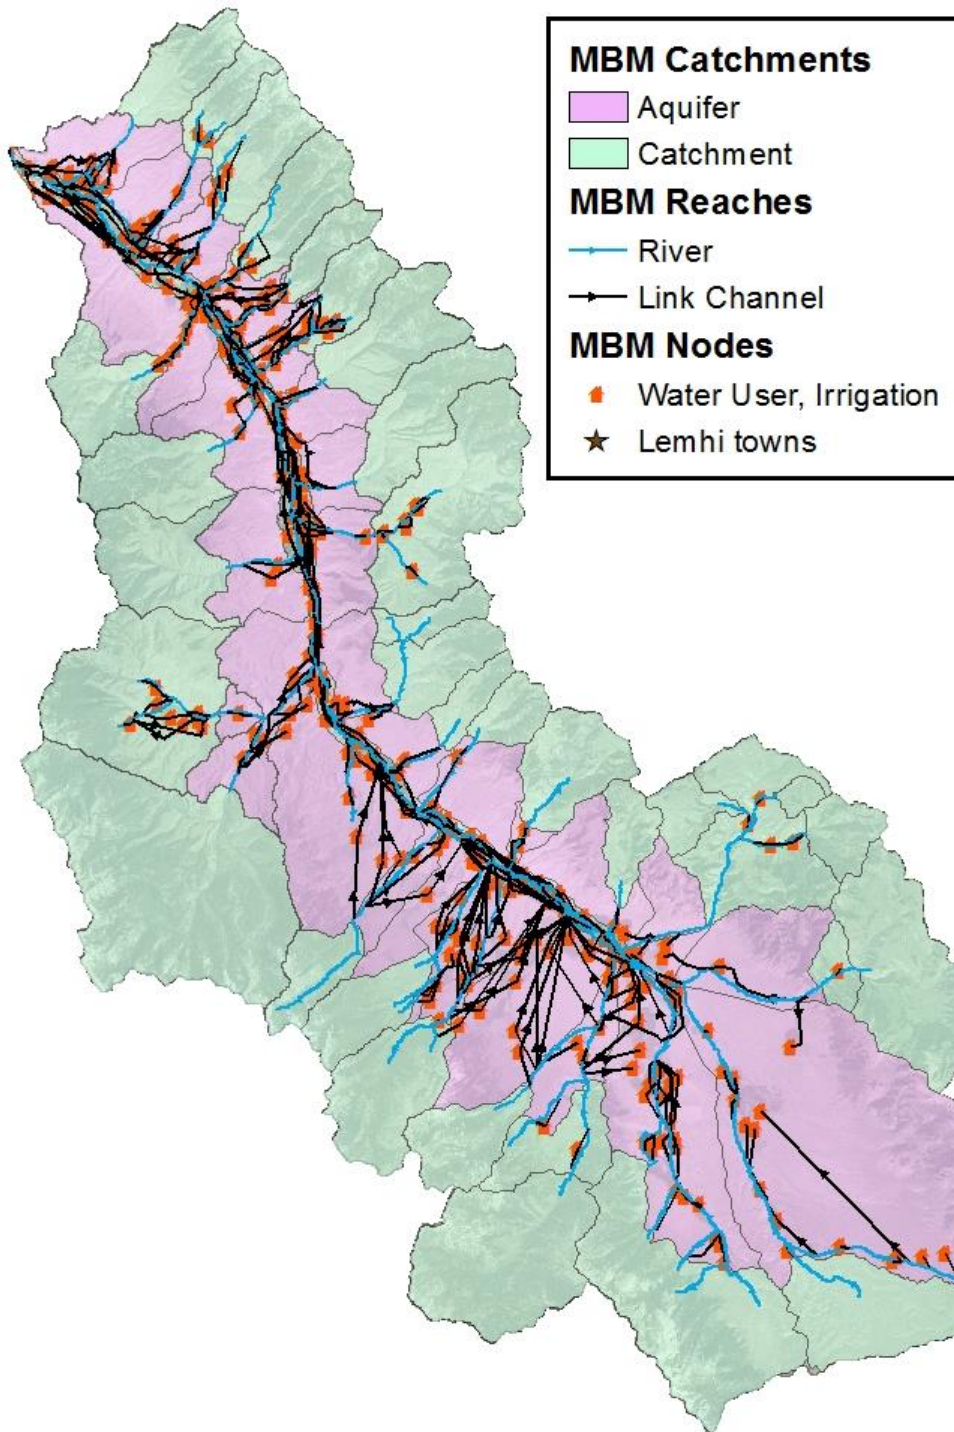 MBM Catchments
Aquifer
Catchment
MBM Reaches
River
Link Channel
MBM Nodes
Water User, Irrigation
Lemhi towns